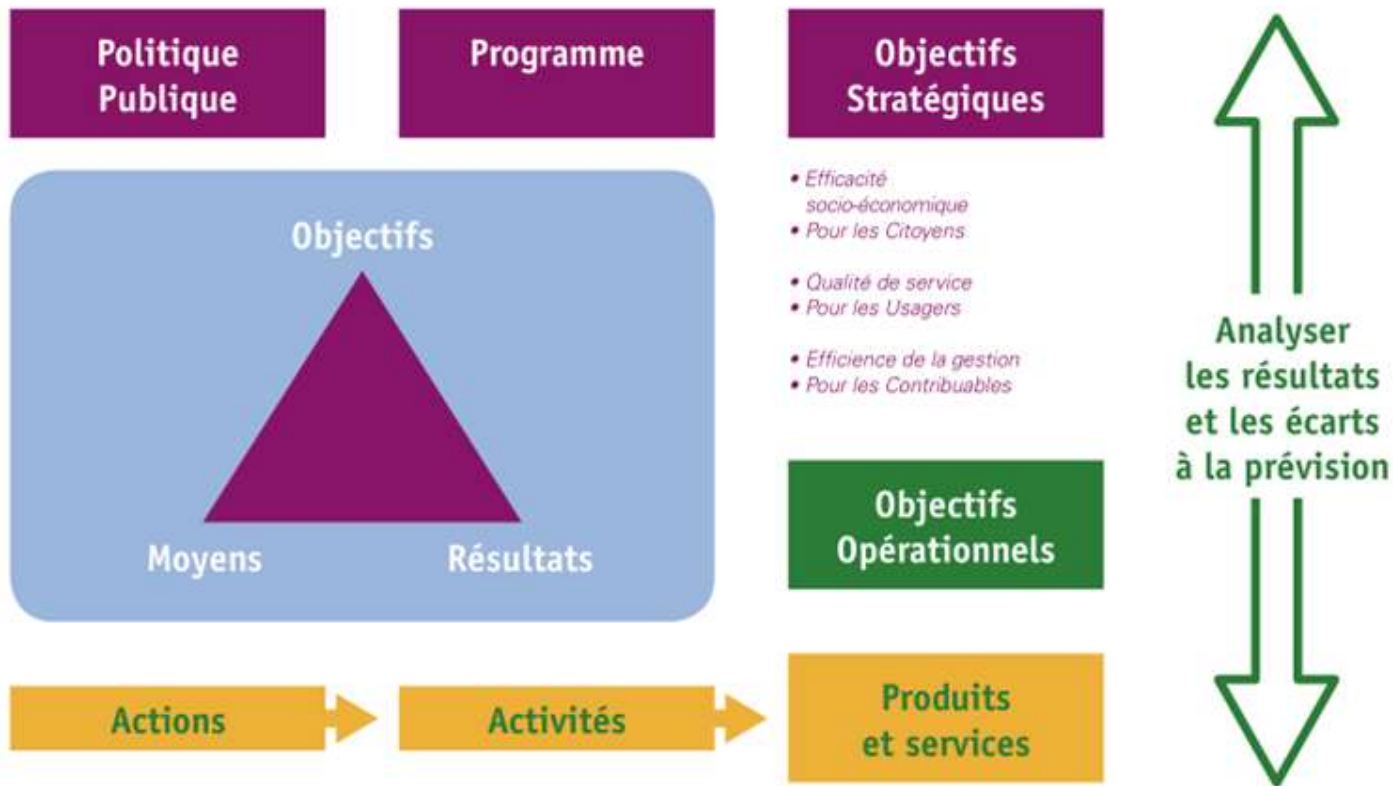 Politique
Publique
Programme
Objectifs
Stratégiques
Objectifs
Moyens
Résultats
• Efficacité
socio-économique
• Pour les Citoyens
• Qualité de service
• Pour les Usagers
• Efficience de la gestion
• Pour les Contribuables
Objectifs
Opérationnels
Actions
Activités
Produits
et services
Analyser
les résultats
et les écarts
à la prévision